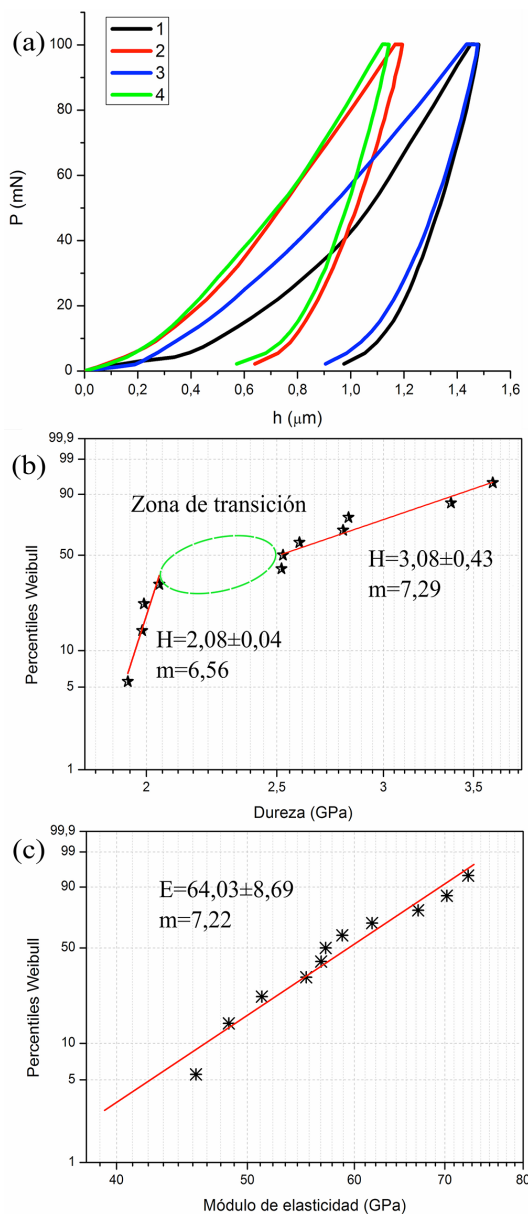 (a)
1
2
3
4
100
80
60
40
20
0
P (mN)
0,0
0,2
0,4
0,6
0,8
1,0
1,2
1,4
1,6
h (μm)
(b)
99,9
99
90
50
10
5
1
Percentiles Weibull
Zona de transición
H=3,08±0,43
m=7,29
H=2,08±0,04
m=6,56
2
2,5
3
3,5
Dureza (GPa)
(c)
99,9
99
90
50
10
5
1
Percentiles Weibull
E=64,03±8,69
m=7,22
40
50
60
70
80
Módulo de elasticidad (GPa)